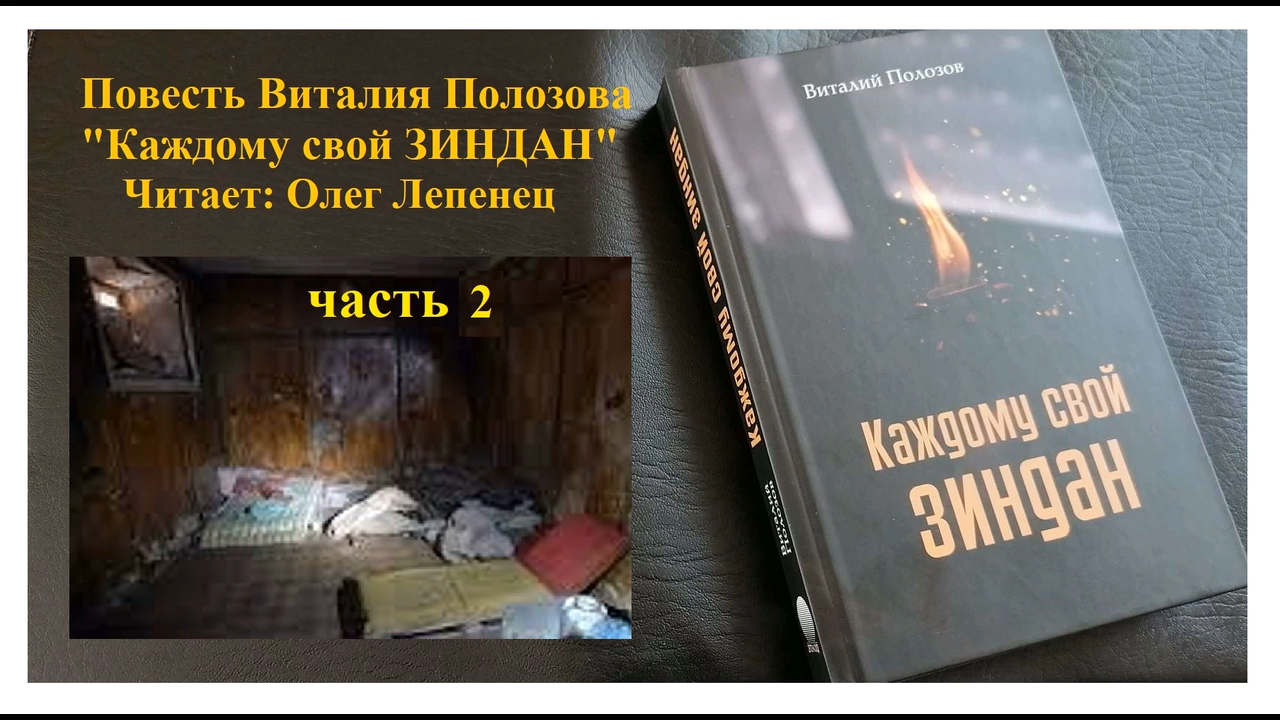 Повесть Виталия Полозова
"Каждому свой ЗИНДАН"
Читает: Олег Лепенец
часть 2
Виталий Полозов
Каждому свой
зиндан
Каждому свой зиндан
Виталий
Полозов